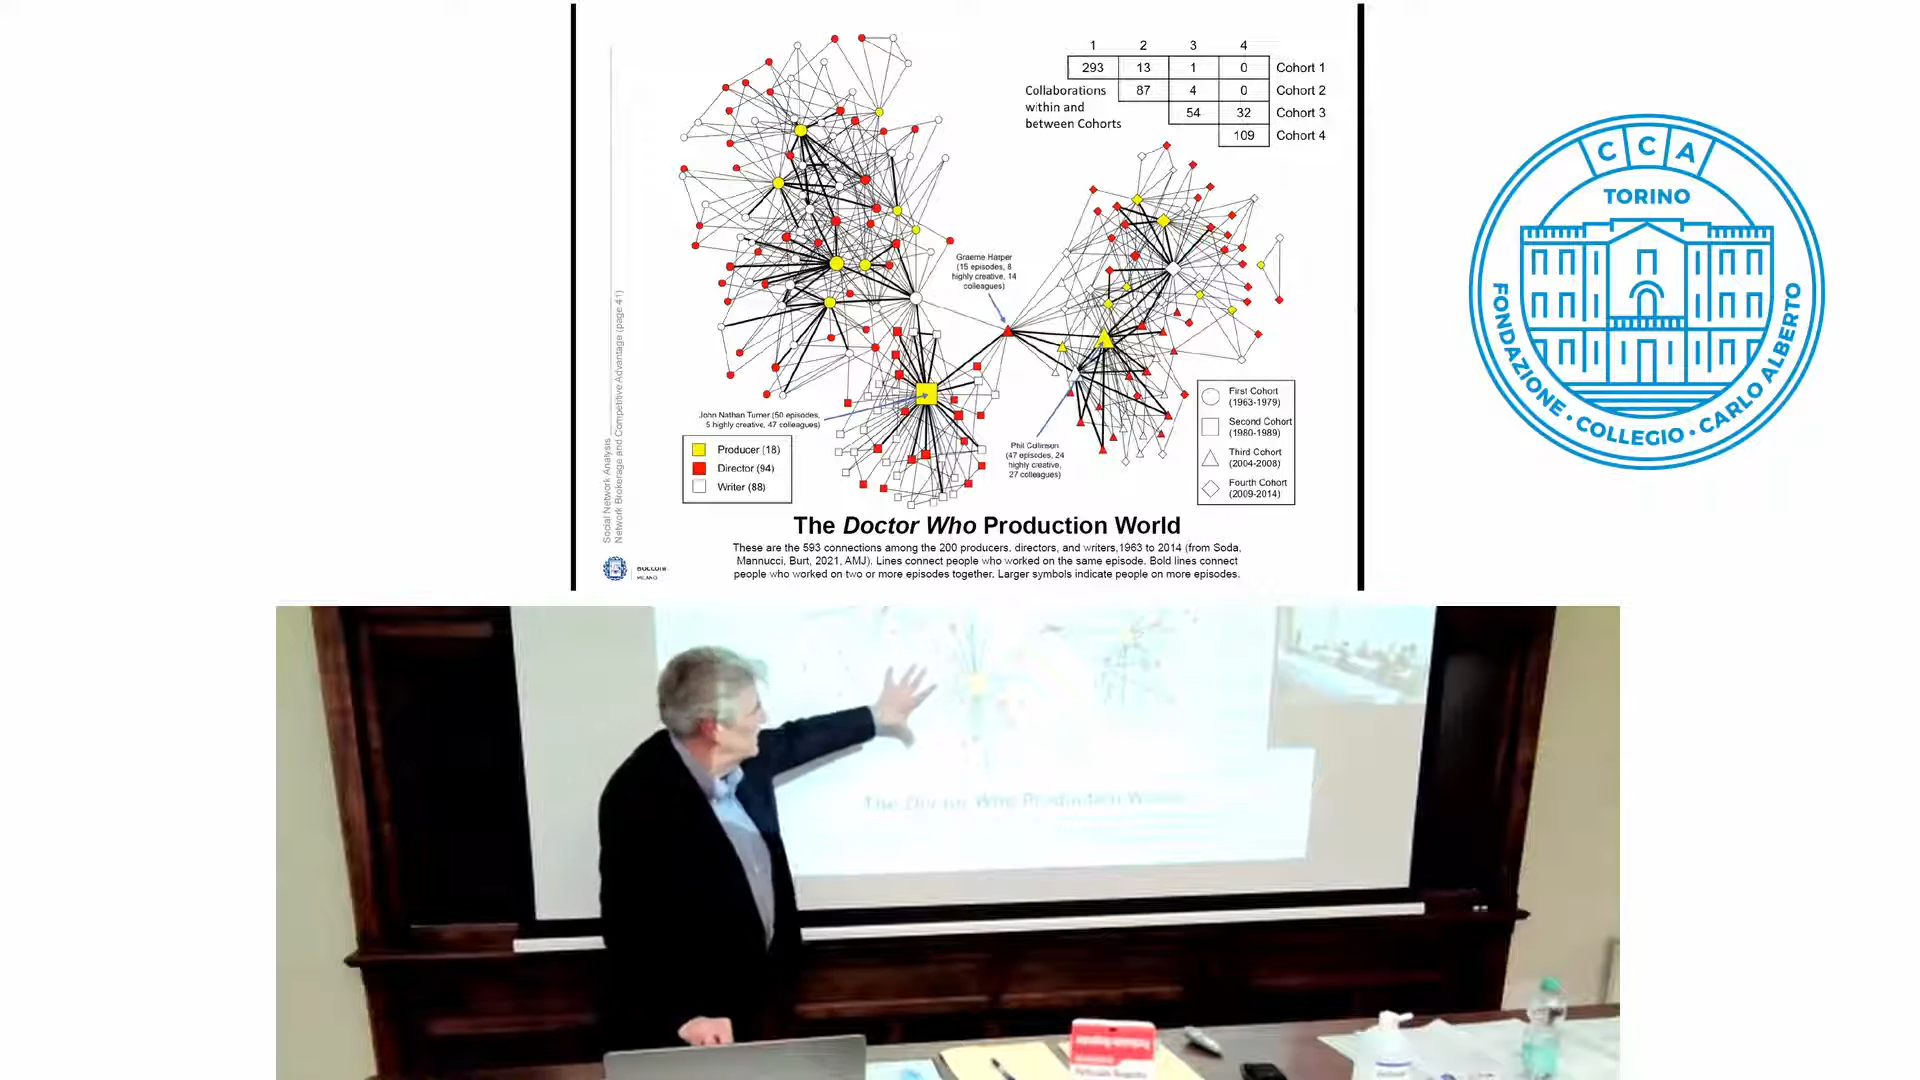 1 2 3 4
293 13 1 0 Cohort 1
87 4 0 Cohort 2
54 32 Cohort 3
109 Cohort 4
Collaborations
within and
between Cohorts
Graeme Harper
(15 episodes, 8
highly creative, 14
colleagues)
John Nathan Turner (50 episodes,
5 highly creative, 47 colleagues)
Phil Collinson
(47 episodes, 24
highly creative,
27 colleagues)
Producer (18)
Director (94)
Writer (88)
First Cohort
(1963-1979)
Second Cohort
(1980-1989)
Third Cohort
(2004-2008)
Fourth Cohort
(2009-2014)
Social Network Analysis
Network Brokerage and Competitive Advantage (page 41)
The Doctor Who Production World
These are the 593 connections among the 200 producers, directors, and writers,1963 to 2014 (from Soda,
Mannucci, Burt, 2021, AMJ). Lines connect people who worked on the same episode. Bold lines connect
people who worked on two or more episodes together. Larger symbols indicate people on more episodes.
MILANO
CCA
TORINO
FONDAZIONE • COLLEGIO • CARLO ALBERTO
The Doctor Who Production World